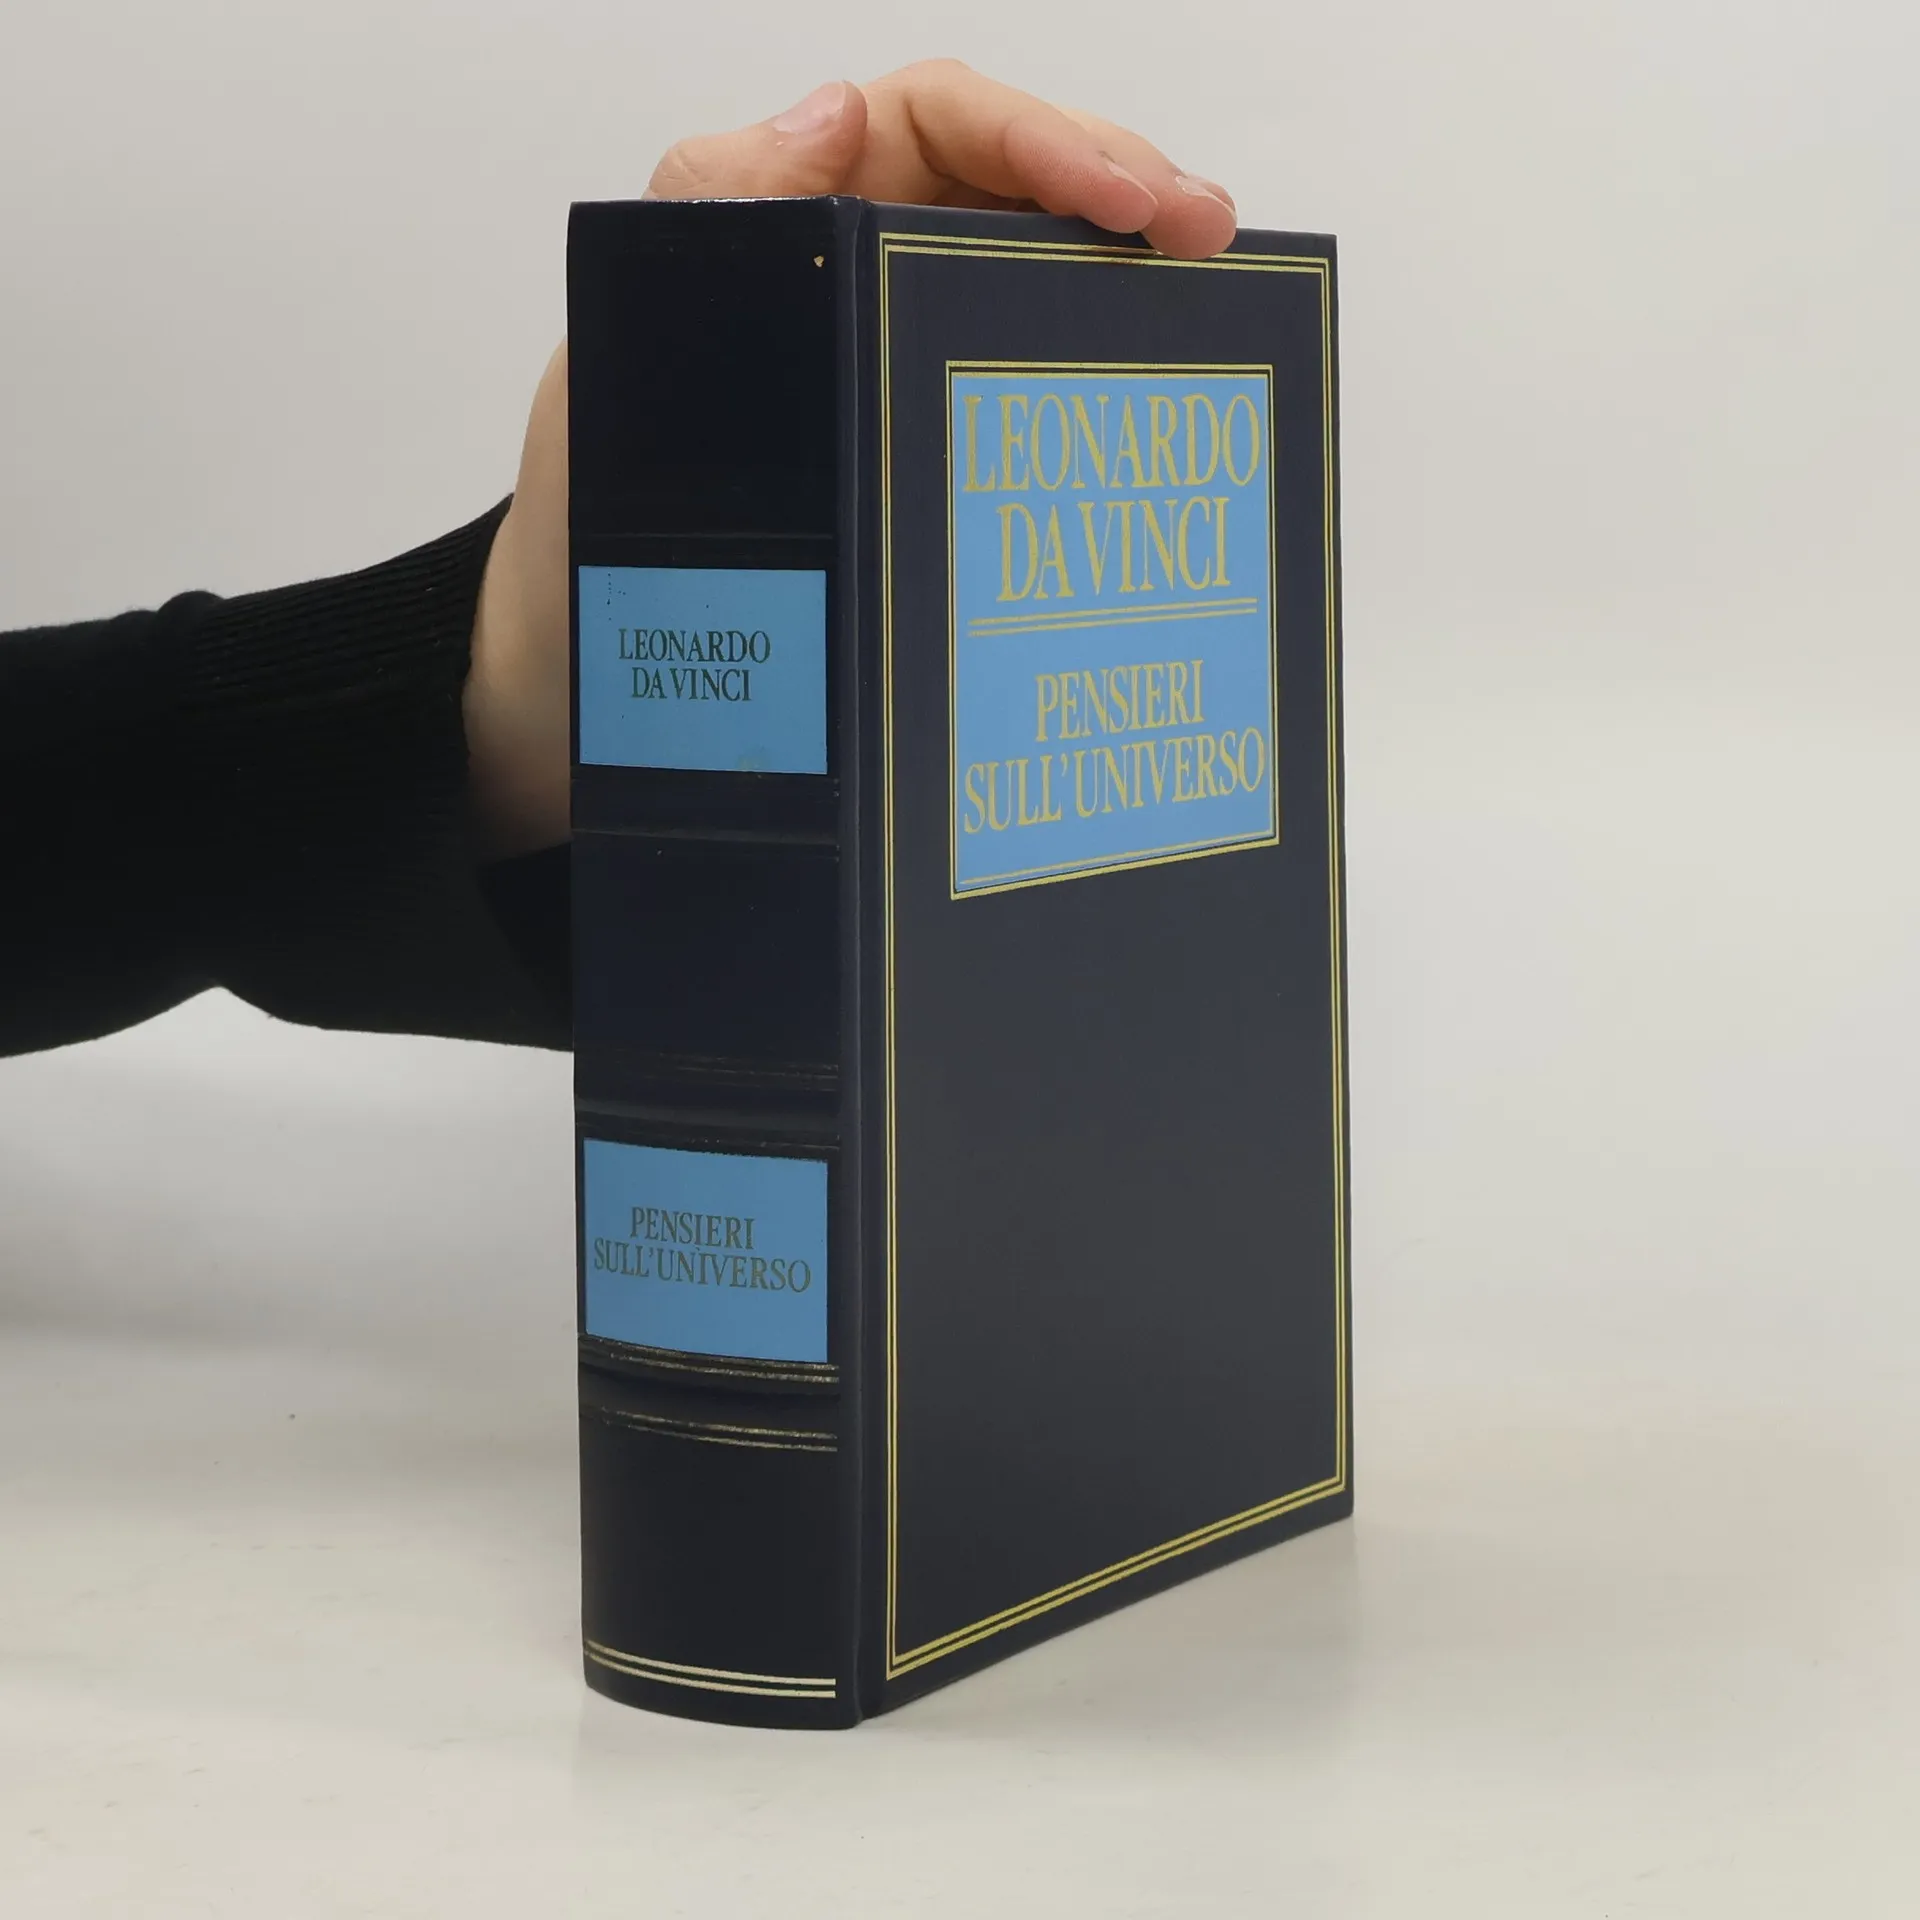 LEONARDO
DA VINCI
PENSIERI
SULL'UNIVERSO
LEONARDO
DA VINCI
PENSIERI
SULL'UNIVERSO